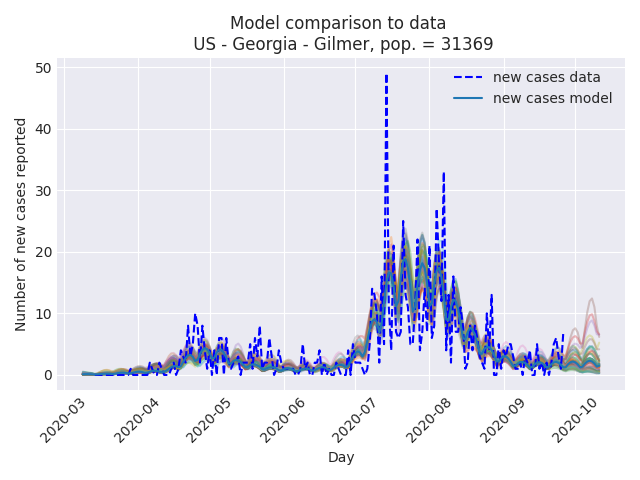 Model comparison to data
US - Georgia - Gilmer, pop. = 31369
new cases data
new cases model
Number of new cases reported
50
40
30
20
10
0
2020-03
2020-04
2020-05
2020-06
2020-07
2020-08
2020-09
2020-10
Day